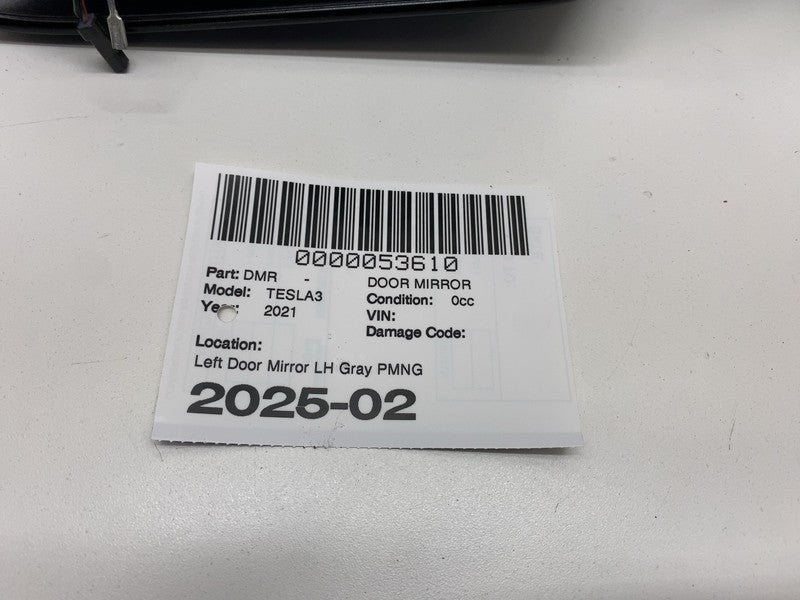 0000053610
Part: DMR - DOOR MIRROR
Model: TESLA3 Condition: 0cc
Year: 2021 VIN:
Damage Code:
Location:
Left Door Mirror LH Gray PMNG
2025-02